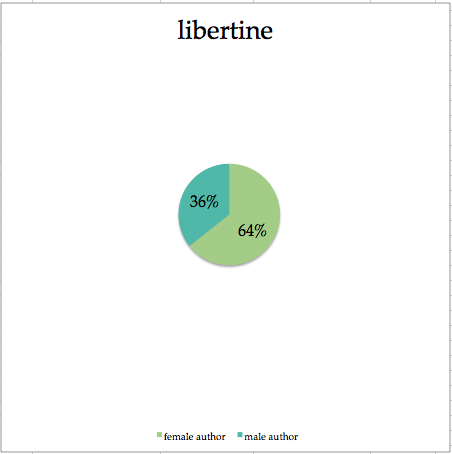 libertine
36%
64%
female author male author